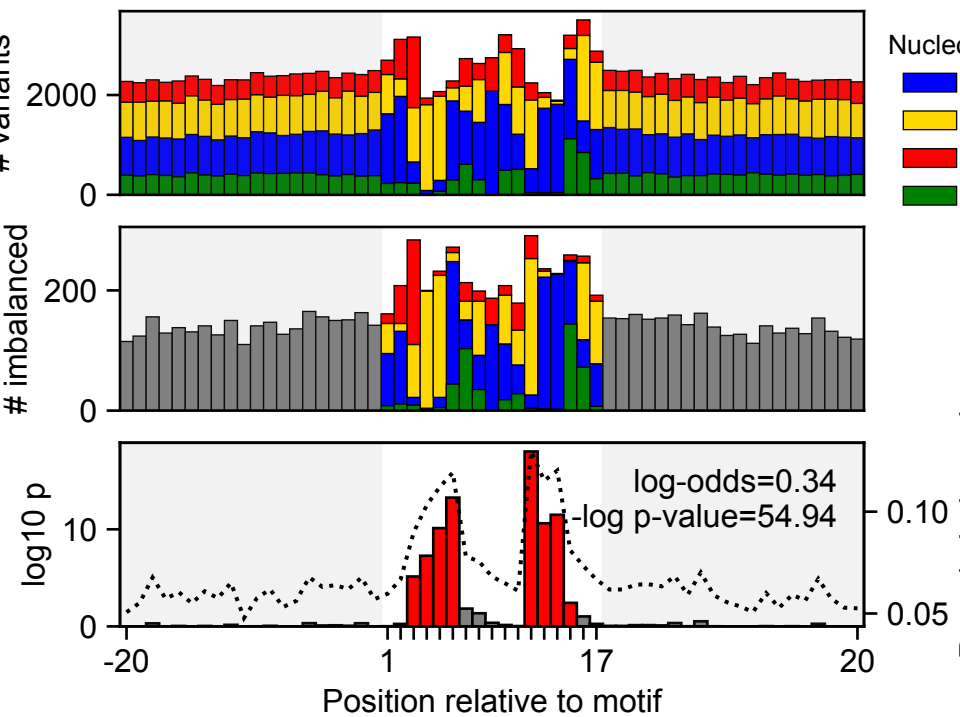 # variants
Nucleo
2000
0
# imbalanced
200
0
log10 p
log-odds=0.34
-log p-value=54.94
10
0
0.10
0.05
-20
1
17
20
Position relative to motif